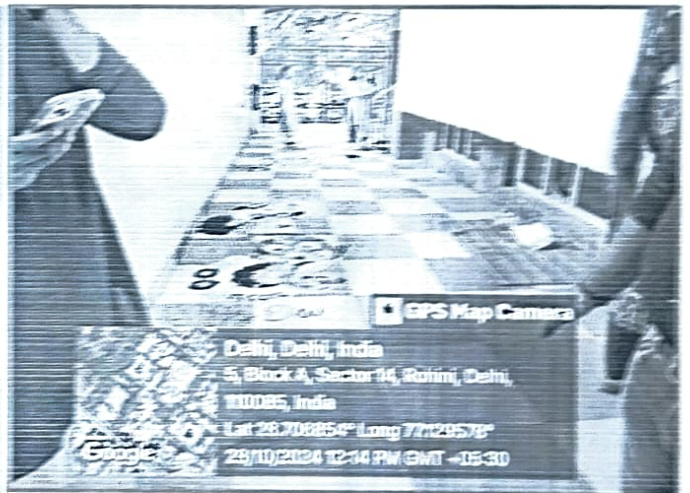 GPS Map Camera
Delhi, Delhi, India
5, Block A, Sector 14, Rohini, Delhi,
110085, India
Lat 28.706854° Long 77.129578°
28/10/2024 12:14 PM GMT +05:30
Google